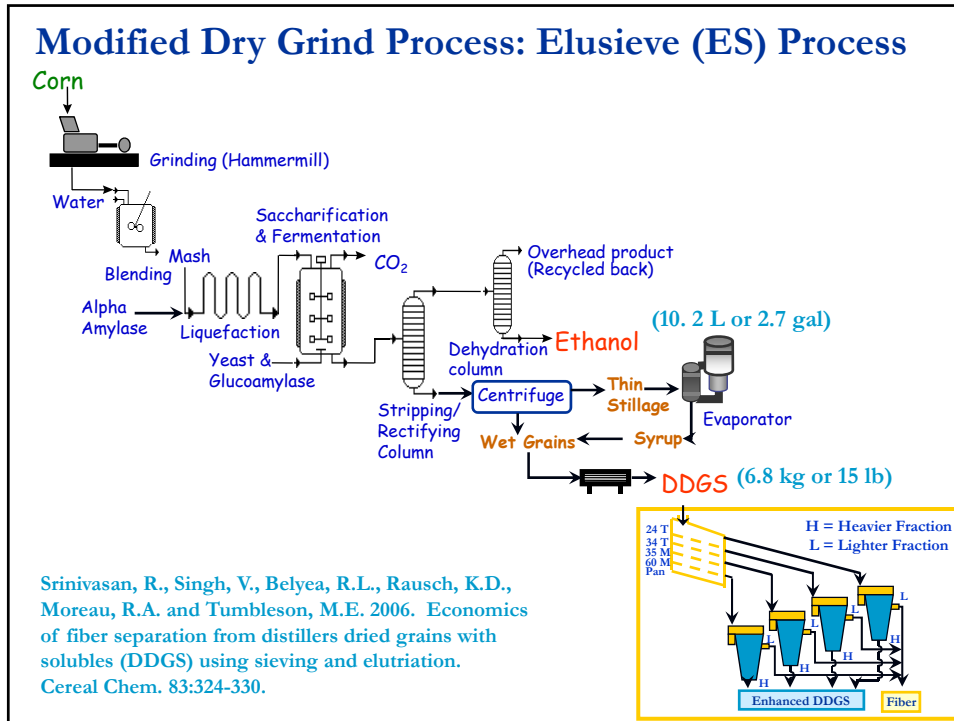 Modified Dry Grind Process: Elusieve (ES) Process
Corn
Grinding (Hammermill)
Water
Blending
Mash
Saccharification
& Fermentation
CO2
Overhead product
(Recycled back)
Alpha
Amylase
Liquefaction
Yeast &
Glucoamylase
Dehydration
column
Ethanol
(10. 2 L or 2.7 gal)
Stripping/
Rectifying
Column
Centrifuge
Thin
Stillage
Evaporator
Wet Grains
Syrup
DDGS
(6.8 kg or 15 lb)
24 T
34 T
35 M
60 M
Pan
H = Heavier Fraction
L = Lighter Fraction
L
L
L
L
H
H
H
H
Enhanced DDGS
Fiber
Srinivasan, R., Singh, V., Belyea, R.L., Rausch, K.D.,
Moreau, R.A. and Tumbleson, M.E. 2006. Economics
of fiber separation from distillers dried grains with
solubles (DDGS) using sieving and elutriation.
Cereal Chem. 83:324-330.